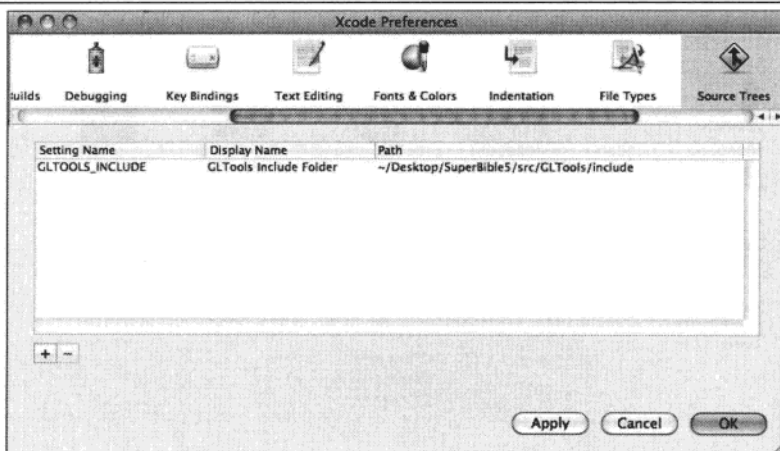 Xcode Preferences
uilds Debugging Key Bindings Text Editing Fonts & Colors Indentation File Types Source Trees
Setting Name Display Name Path
GLTOOLS_INCLUDE GLTools Include Folder ~/Desktop/SuperBible5/src/GLTools/include
+ −
Apply Cancel OK